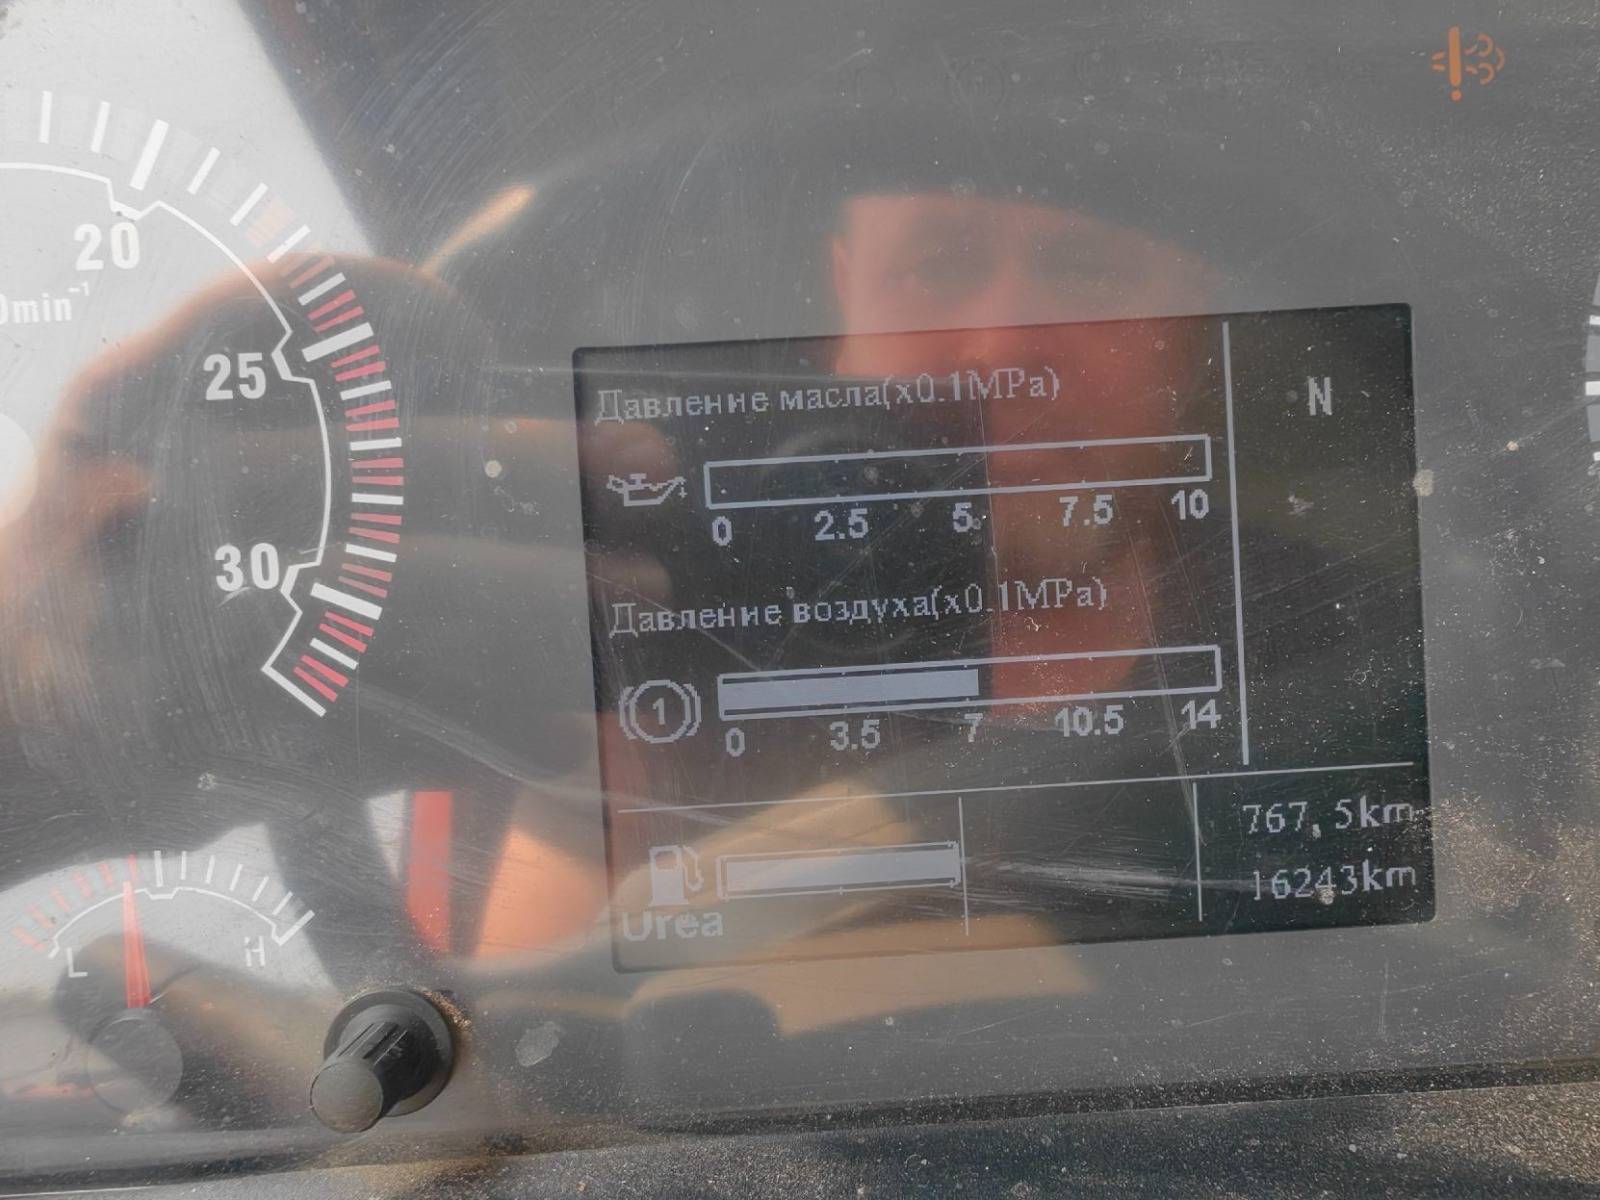 20
0min⁻¹
25
30
L H
Давление масла(x0.1MPa)
0 2.5 5 7.5 10
N
Давление воздуха(x0.1MPa)
1
0 3.5 7 10.5 14
Urea
767,5km
16243km